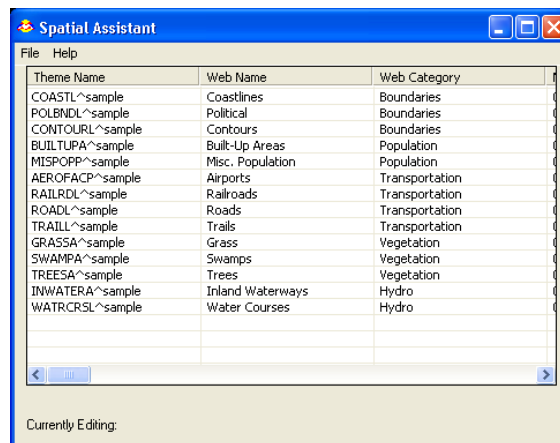 Spatial Assistant
File Help
Theme Name Web Name Web Category
COASTL^sample Coastlines Boundaries
POLBNDL^sample Political Boundaries
CONTOURL^sample Contours Boundaries
BUILTUPA^sample Built-Up Areas Population
MISPOPP^sample Misc. Population Population
AEROFACP^sample Airports Transportation
RAILRDL^sample Railroads Transportation
ROADL^sample Roads Transportation
TRAILL^sample Trails Transportation
GRASSA^sample Grass Vegetation
SWAMPA^sample Swamps Vegetation
TREESA^sample Trees Vegetation
INWATERA^sample Inland Waterways Hydro
WATRCRSL^sample Water Courses Hydro
Currently Editing: